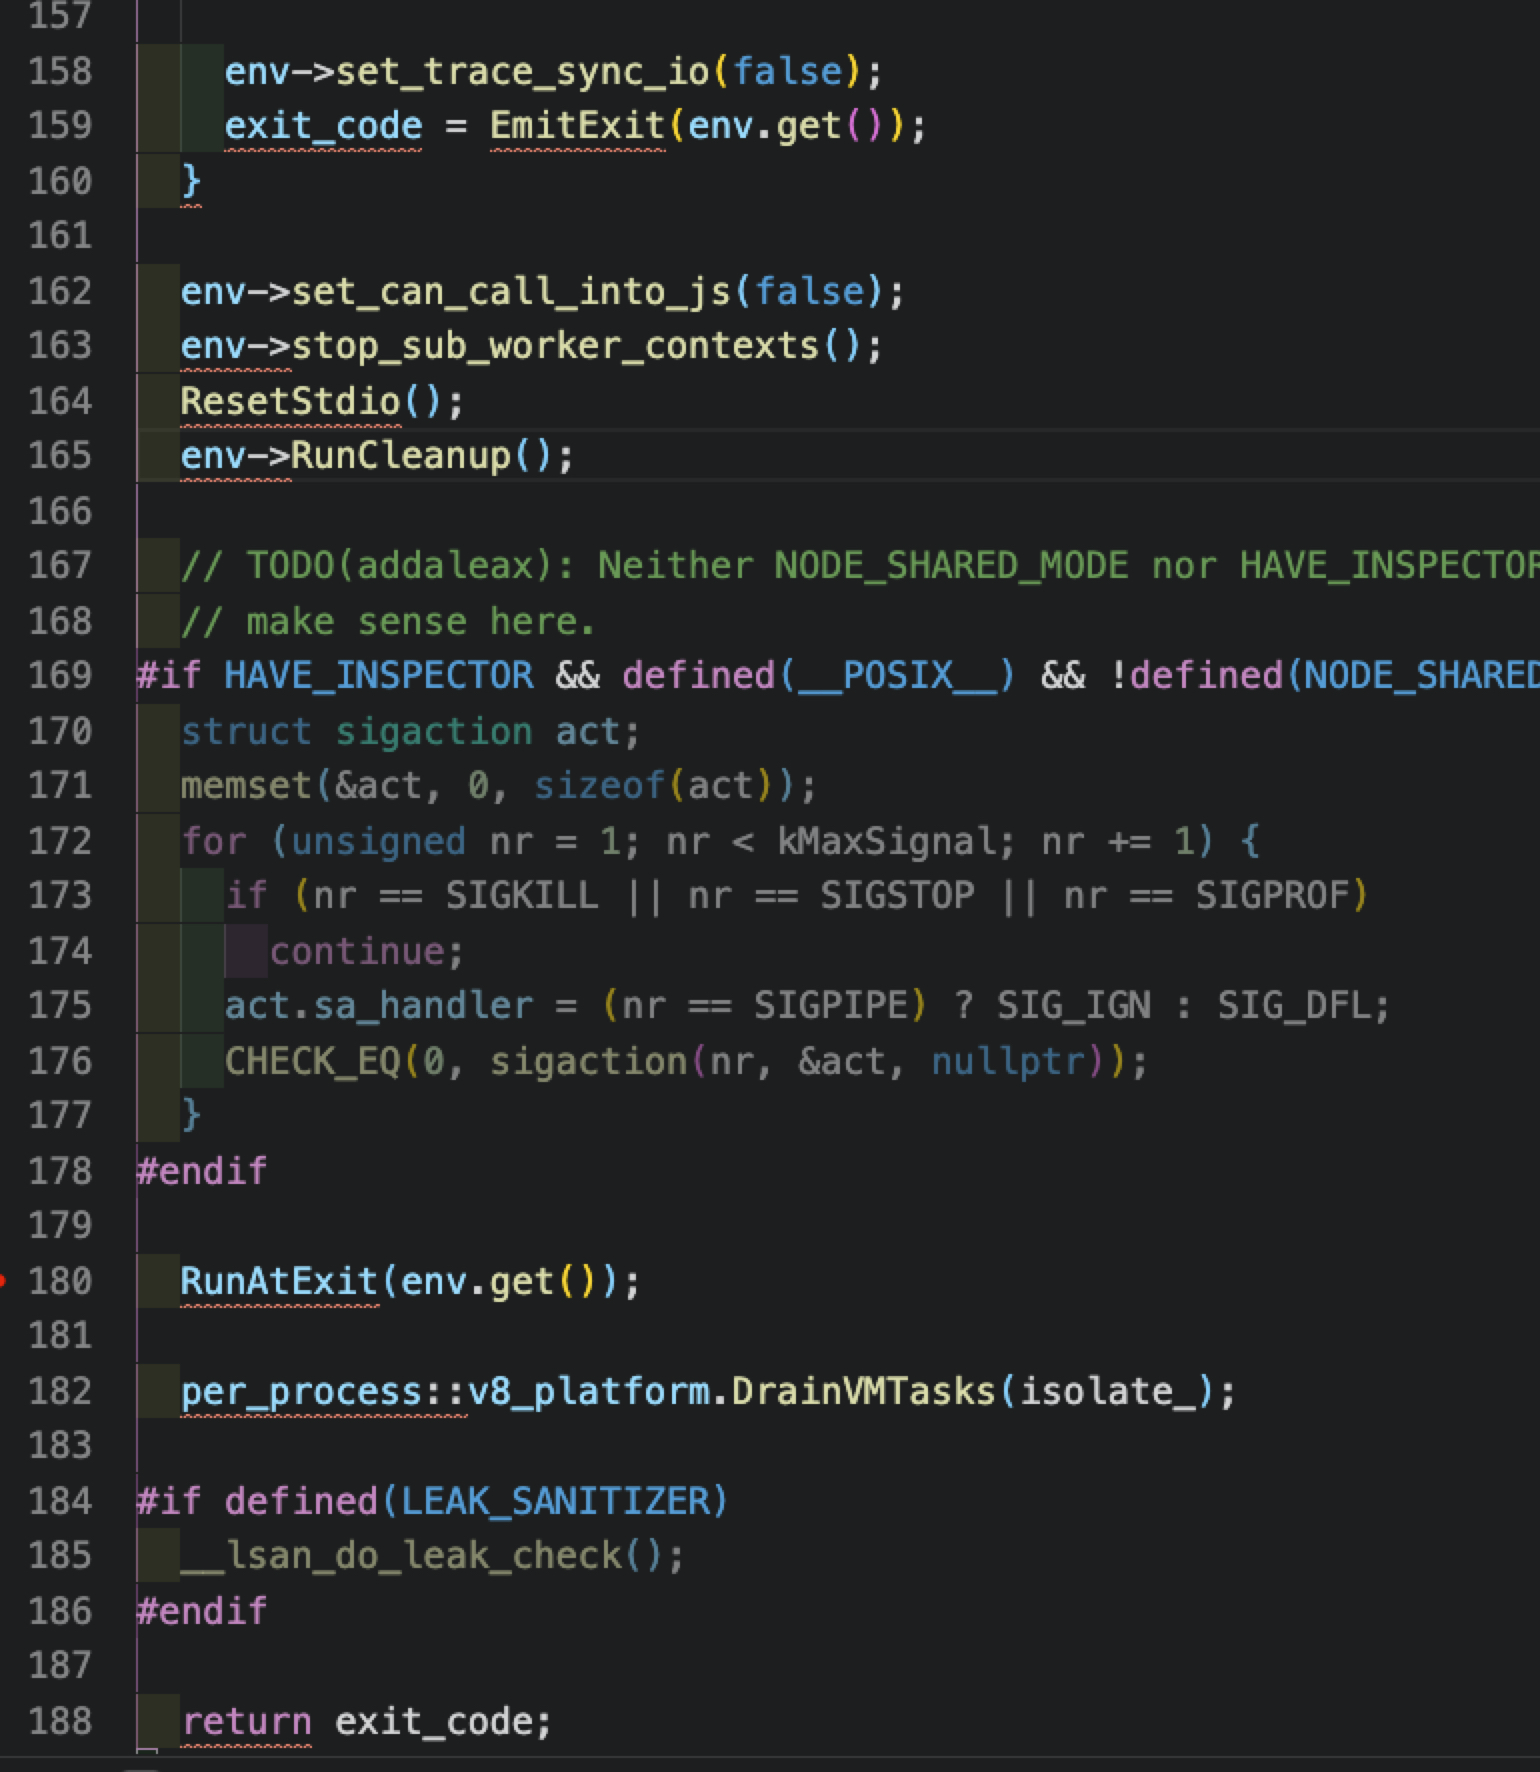 157
158 env->set_trace_sync_io(false);
159 exit_code = EmitExit(env.get());
160 }
161
162 env->set_can_call_into_js(false);
163 env->stop_sub_worker_contexts();
164 ResetStdio();
165 env->RunCleanup();
166
167 // TODO(addaleax): Neither NODE_SHARED_MODE nor HAVE_INSPECTOR
168 // make sense here.
169 #if HAVE_INSPECTOR && defined(__POSIX__) && !defined(NODE_SHARED
170 struct sigaction act;
171 memset(&act, 0, sizeof(act));
172 for (unsigned nr = 1; nr < kMaxSignal; nr += 1) {
173 if (nr == SIGKILL || nr == SIGSTOP || nr == SIGPROF)
174 continue;
175 act.sa_handler = (nr == SIGPIPE) ? SIG_IGN : SIG_DFL;
176 CHECK_EQ(0, sigaction(nr, &act, nullptr));
177 }
178 #endif
179
180 RunAtExit(env.get());
181
182 per_process::v8_platform.DrainVMTasks(isolate_);
183
184 #if defined(LEAK_SANITIZER)
185 __lsan_do_leak_check();
186 #endif
187
188 return exit_code;